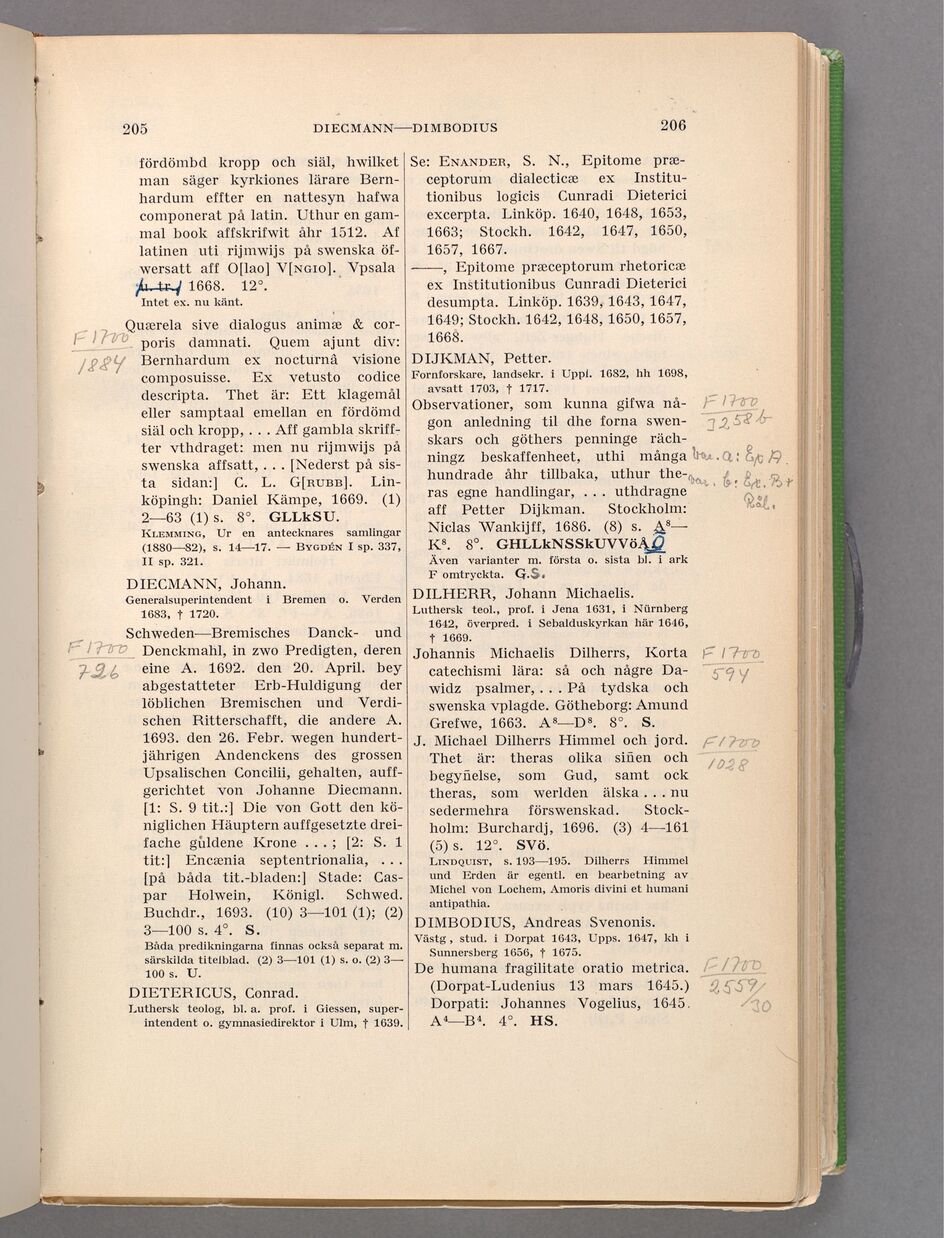 205
DIECMANN—DIMBODIUS
206
fördömbd kropp och siäl, hwilket
man säger kyrkiones lärare Bern-
hardum effter en nattesyn hafwa
componerat på latin. Uthur en gam-
mal book affskrifwit åhr 1512. Af
latinen uti rijmwijs på swenska öf-
wersatt aff O[lao] V[NGIO]. Vpsala
u. tr. 1668. 12°.
Intet ex. nu känt.
F 1700
1884
Quærela sive dialogus animæ & cor-
poris damnati. Quem ajunt div:
Bernhardum ex nocturnâ visione
composuisse. Ex vetusto codice
descripta. Thet är: Ett klagemål
eller samptaal emellan en fördömd
siäl och kropp, . . . Aff gambla skriff-
ter vthdraget: men nu rijmwijs på
swenska affsatt, . . . [Nederst på sis-
ta sidan:] C. L. G[RUBB]. Lin-
köpingh: Daniel Kämpe, 1669. (1)
2—63 (1) s. 8°. GLLkSU.
KLEMMING, Ur en antecknares samlingar
(1880—82), s. 14—17. — BYGDÉN I sp. 337,
II sp. 321.
DIECMANN, Johann.
Generalsuperintendent i Bremen o. Verden
1683, † 1720.
F 1700
796
Schweden—Bremisches Danck- und
Denckmahl, in zwo Predigten, deren
eine A. 1692. den 20. April. bey
abgestatteter Erb-Huldigung der
löblichen Bremischen und Verdi-
schen Ritterschafft, die andere A.
1693. den 26. Febr. wegen hundert-
jährigen Andenckens des grossen
Upsalischen Concilii, gehalten, auff-
gerichtet von Johanne Diecmann.
[1: S. 9 tit.:] Die von Gott den kö-
niglichen Häuptern auffgesetzte drei-
fache güldene Krone . . . ; [2: S. 1
tit:] Encænia septentrionalia, . . .
[på båda tit.-bladen:] Stade: Cas-
par Holwein, Königl. Schwed.
Buchdr., 1693. (10) 3—101 (1); (2)
3—100 s. 4°. S.
Båda predikningarna finnas också separat m.
särskilda titelblad. (2) 3—101 (1) s. o. (2) 3—
100 s. U.
DIETERICUS, Conrad.
Luthersk teolog, bl. a. prof. i Giessen, super-
intendent o. gymnasiedirektor i Ulm, † 1639.
Se: ENANDER, S. N., Epitome præ-
ceptorum dialecticæ ex Institu-
tionibus logicis Cunradi Dieterici
excerpta. Linköp. 1640, 1648, 1653,
1663; Stockh. 1642, 1647, 1650,
1657, 1667.
——, Epitome præceptorum rhetoricæ
ex Institutionibus Cunradi Dieterici
desumpta. Linköp. 1639, 1643, 1647,
1649; Stockh. 1642, 1648, 1650, 1657,
1668.
DIJKMAN, Petter.
Fornforskare, landsekr. i Uppl. 1682, hh 1698,
avsatt 1703, † 1717.
Observationer, som kunna gifwa nå-
gon anledning til dhe forna swen-
skars och göthers penninge räch-
ningz beskaffenheet, uthi många
hundrade åhr tillbaka, uthur the-
ras egne handlingar, . . . uthdragne
aff Petter Dijkman. Stockholm:
Niclas Wankijff, 1686. (8) s. A⁸—
K⁸. 8°. GHLLkNSSkUVVöÅÖ
Även varianter m. första o. sista bl. i ark
F omtryckta. G.S.
F 1700
3258b
var. a: Ex A.
var. b: Ex. B+
Rål.
DILHERR, Johann Michaelis.
Luthersk teol., prof. i Jena 1631, i Nürnberg
1642, överpred. i Sebalduskyrkan här 1646,
† 1669.
Johannis Michaelis Dilherrs, Korta
catechismi lära: så och någre Da-
widz psalmer, . . . På tydska och
swenska vplagde. Götheborg: Amund
Grefwe, 1663. A⁸—D⁸. 8°. S.
F 1700
594
J. Michael Dilherrs Himmel och jord.
Thet är: theras olika siñen och
begyñelse, som Gud, samt ock
theras, som werlden älska . . . nu
sedermehra förswenskad. Stock-
holm: Burchardj, 1696. (3) 4—161
(5) s. 12°. SVö.
F 1700
1028
LINDQUIST, s. 193—195. Dilherrs Himmel
und Erden är egentl. en bearbetning av
Michel von Lochem, Amoris divini et humani
antipathia.
DIMBODIUS, Andreas Svenonis.
Västg, stud. i Dorpat 1643, Upps. 1647, kh i
Sunnersberg 1656, † 1675.
De humana fragilitate oratio metrica.
(Dorpat-Ludenius 13 mars 1645.)
Dorpati: Johannes Vogelius, 1645.
A⁴—B⁴. 4°. HS.
F 1700
2559/
30